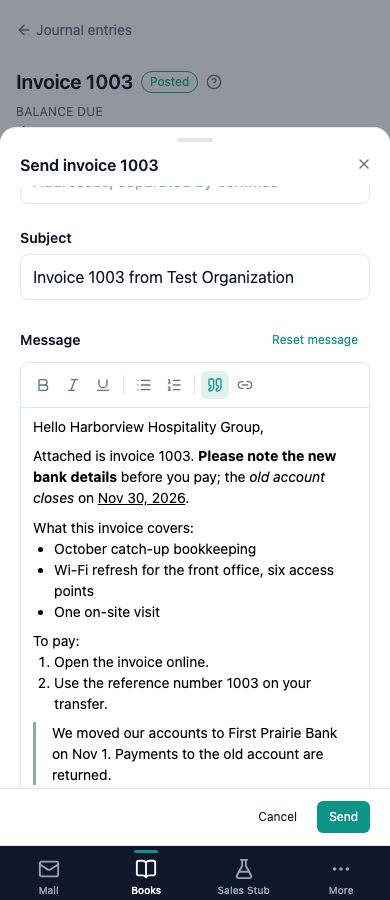 Journal entries
Invoice 1003 Posted
BALANCE DUE
Send invoice 1003
Addresses, separated by commas
Subject
Invoice 1003 from Test Organization
Message Reset message
B I U
Hello Harborview Hospitality Group,
Attached is invoice 1003. Please note the new
bank details before you pay; the old account
closes on Nov 30, 2026.
What this invoice covers:
• October catch-up bookkeeping
• Wi-Fi refresh for the front office, six access
points
• One on-site visit
To pay:
1. Open the invoice online.
2. Use the reference number 1003 on your
transfer.
We moved our accounts to First Prairie Bank
on Nov 1. Payments to the old account are
returned.
Cancel Send
Mail Books Sales Stub More